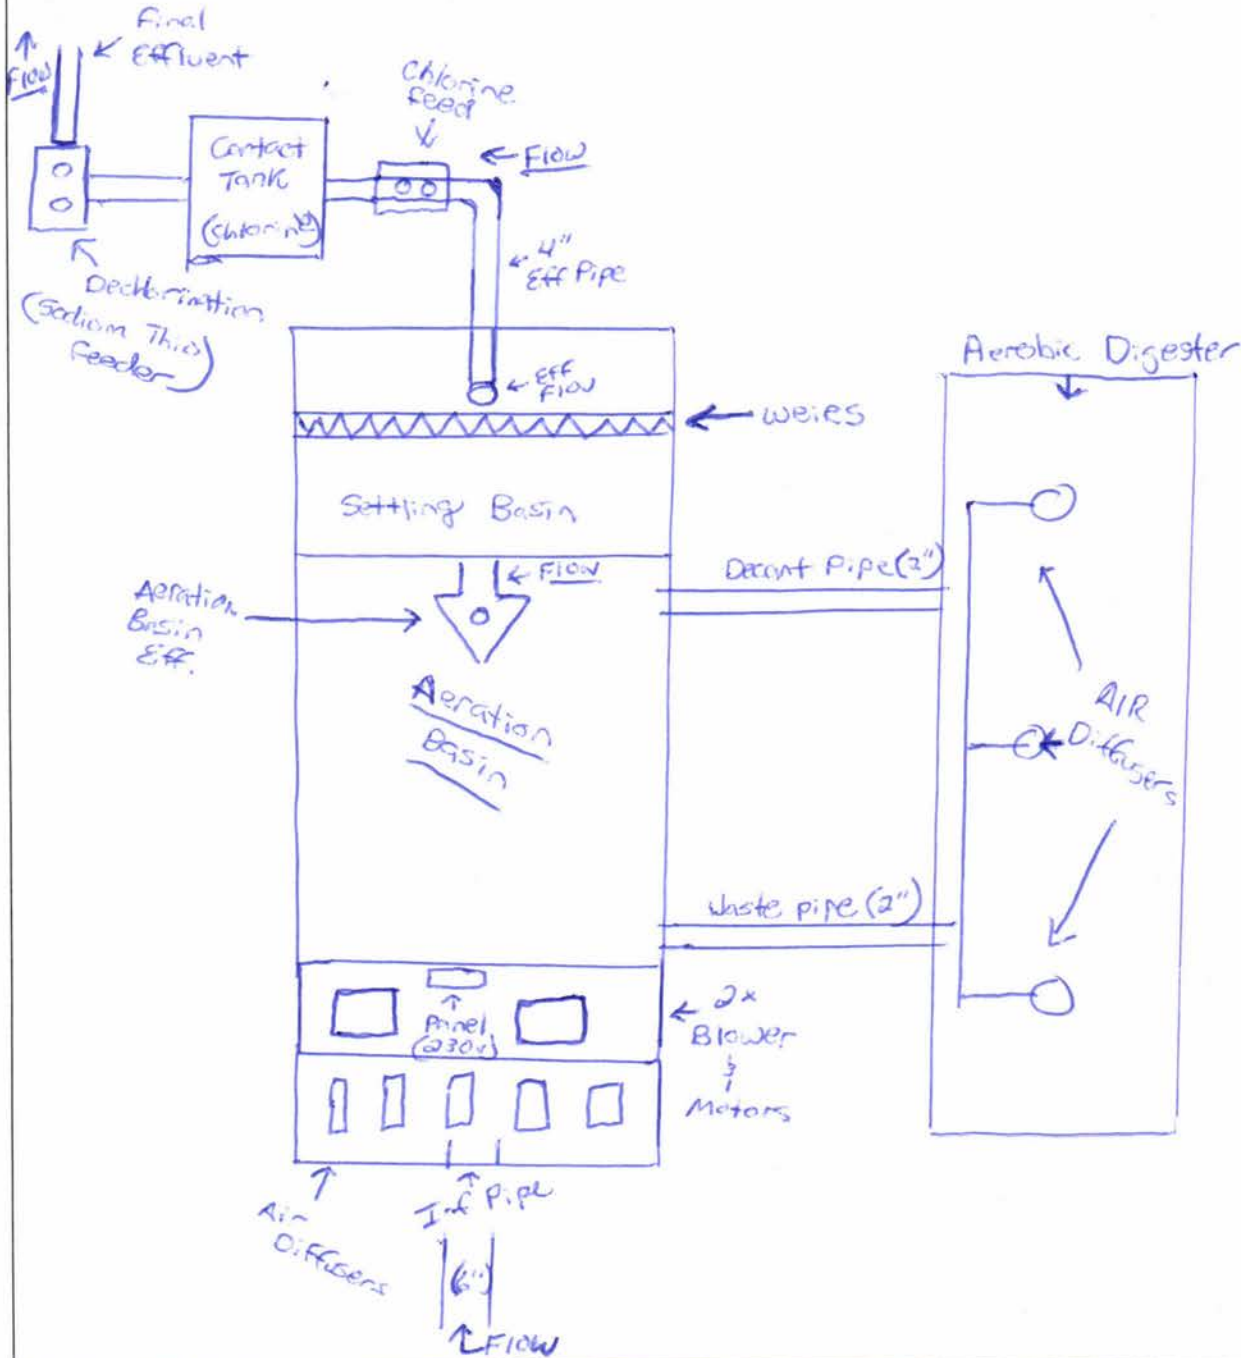 Final
Effluent
Flow
Chlorine
feed
Contact
Tank
(Chlorine)
Flow
4"
Eff Pipe
Dechlorination
(Sodium Thio
feeder)
Eff
Flow
Aerobic Digester
weies
Settling Basin
Flow
Decant Pipe (2")
Aeration
Basin
Eff.
Aeration
Basin
AIR
Diffusers
Waste pipe (2")
Panel
(230v)
2x
Blower
&
Motors
Inf Pipe
Air
Diffusers
(6")
Flow